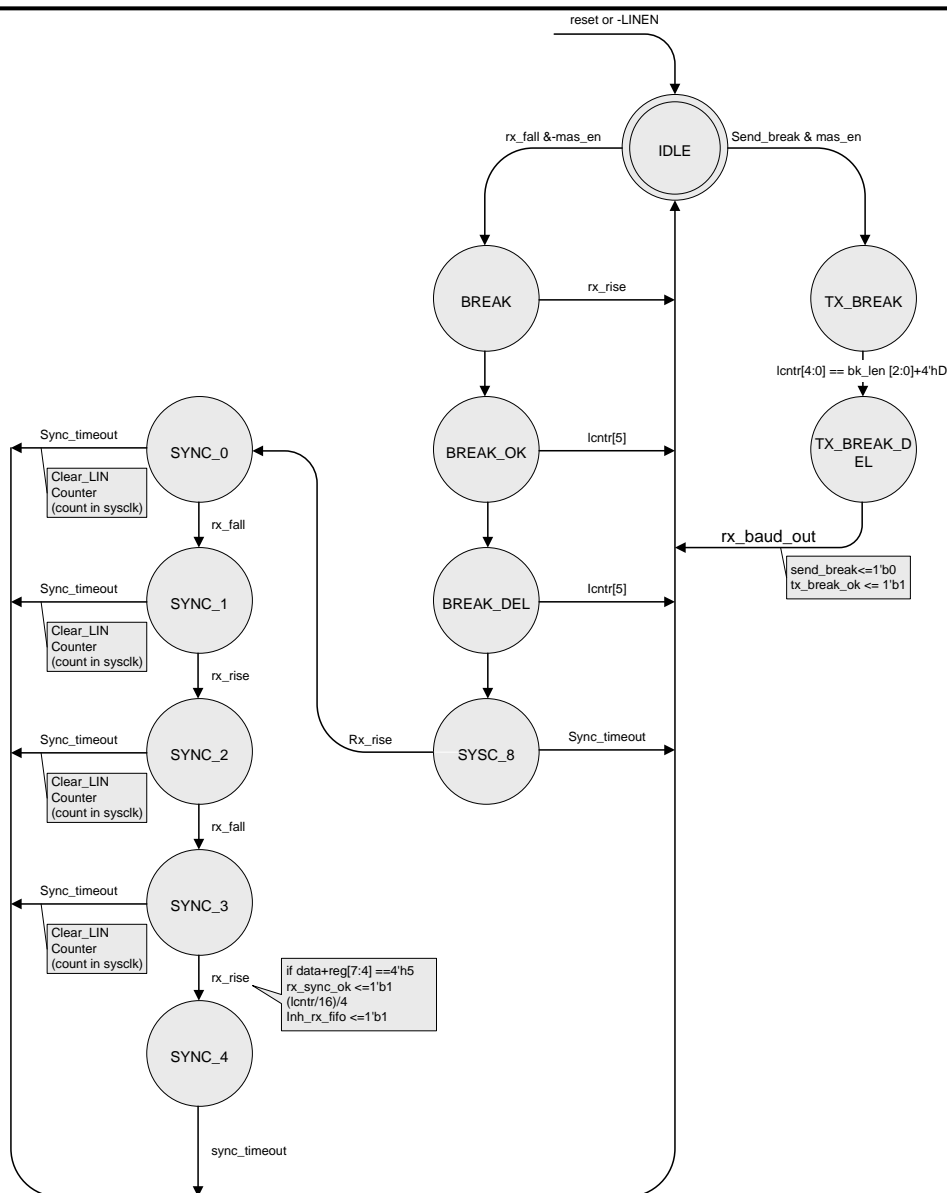 reset or -LINEN
rx_fall &-mas_en
IDLE
Send_break & mas_en
BREAK
rx_rise
TX_BREAK
lcntr[4:0] == bk_len [2:0]+4'hD
Sync_timeout
SYNC_0
BREAK_OK
lcntr[5]
TX_BREAK_D
EL
Clear_LIN
Counter
(count in sysclk)
rx_fall
rx_baud_out
send_break<=1'b0
tx_break_ok <= 1'b1
Sync_timeout
SYNC_1
BREAK_DEL
lcntr[5]
Clear_LIN
Counter
(count in sysclk)
rx_rise
Sync_timeout
SYNC_2
Rx_rise
SYSC_8
Sync_timeout
Clear_LIN
Counter
(count in sysclk)
rx_fall
Sync_timeout
SYNC_3
Clear_LIN
Counter
(count in sysclk)
rx_rise
if data+reg[7:4] ==4'h5
rx_sync_ok <=1'b1
(lcntr/16)/4
Inh_rx_fifo <=1'b1
SYNC_4
sync_timeout